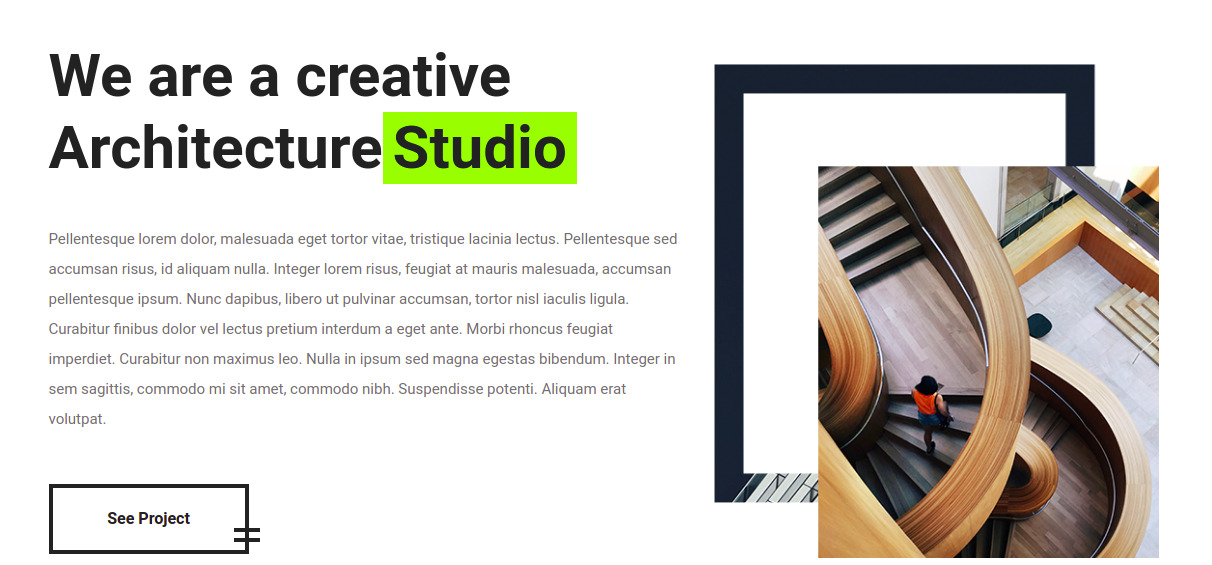 We are a creative
Architecture Studio
Pellentesque lorem dolor, malesuada eget tortor vitae, tristique lacinia lectus. Pellentesque sed
accumsan risus, id aliquam nulla. Integer lorem risus, feugiat at mauris malesuada, accumsan
pellentesque ipsum. Nunc dapibus, libero ut pulvinar accumsan, tortor nisl iaculis ligula.
Curabitur finibus dolor vel lectus pretium interdum a eget ante. Morbi rhoncus feugiat
imperdiet. Curabitur non maximus leo. Nulla in ipsum sed magna egestas bibendum. Integer in
sem sagittis, commodo mi sit amet, commodo nibh. Suspendisse potenti. Aliquam erat
volutpat.
See Project